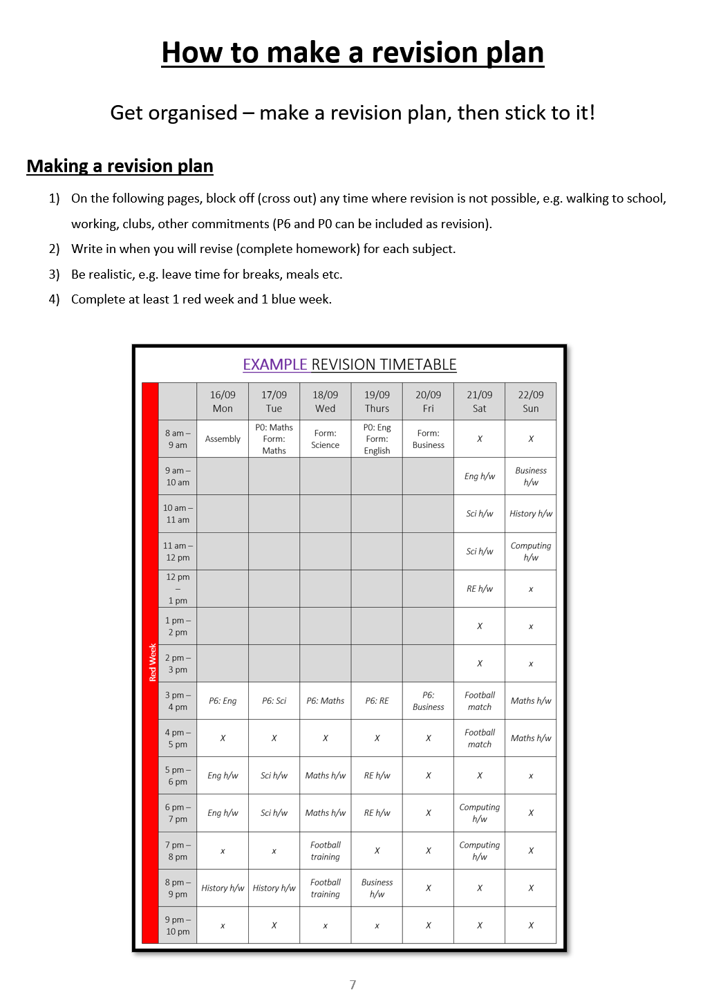 How to make a revision plan
Get organised – make a revision plan, then stick to it!
Making a revision plan
1) On the following pages, block off (cross out) any time where revision is not possible, e.g. walking to school,
working, clubs, other commitments (P6 and P0 can be included as revision).
2) Write in when you will revise (complete homework) for each subject.
3) Be realistic, e.g. leave time for breaks, meals etc.
4) Complete at least 1 red week and 1 blue week.
EXAMPLE REVISION TIMETABLE
Red Week
16/09 Mon 17/09 Tue 18/09 Wed 19/09 Thurs 20/09 Fri 21/09 Sat 22/09 Sun
8 am – 9 am Assembly P0: Maths Form: Maths Form: Science P0: Eng Form: English Form: Business X X
9 am – 10 am Eng h/w Business h/w
10 am – 11 am Sci h/w History h/w
11 am – 12 pm Sci h/w Computing h/w
12 pm – 1 pm RE h/w x
1 pm – 2 pm X x
2 pm – 3 pm X x
3 pm – 4 pm P6: Eng P6: Sci P6: Maths P6: RE P6: Business Football match Maths h/w
4 pm – 5 pm X X X X X Football match Maths h/w
5 pm – 6 pm Eng h/w Sci h/w Maths h/w RE h/w X X x
6 pm – 7 pm Eng h/w Sci h/w Maths h/w RE h/w X Computing h/w X
7 pm – 8 pm x x Football training X X Computing h/w X
8 pm – 9 pm History h/w History h/w Football training Business h/w X X X
9 pm – 10 pm x X x x X X X
7